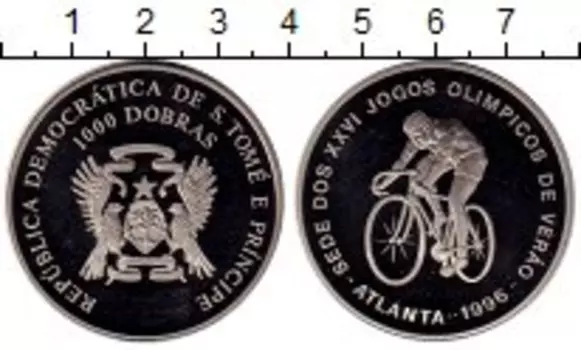 1 2 3 4 5 6 7
REPÚBLICA DEMOCRÁTICA DE S. TOMÉ E PRÍNCIPE
1000 DOBRAS
SEDE DOS XXVI JOGOS OLIMPICOS DE VERÃO
ATLANTA · 1996